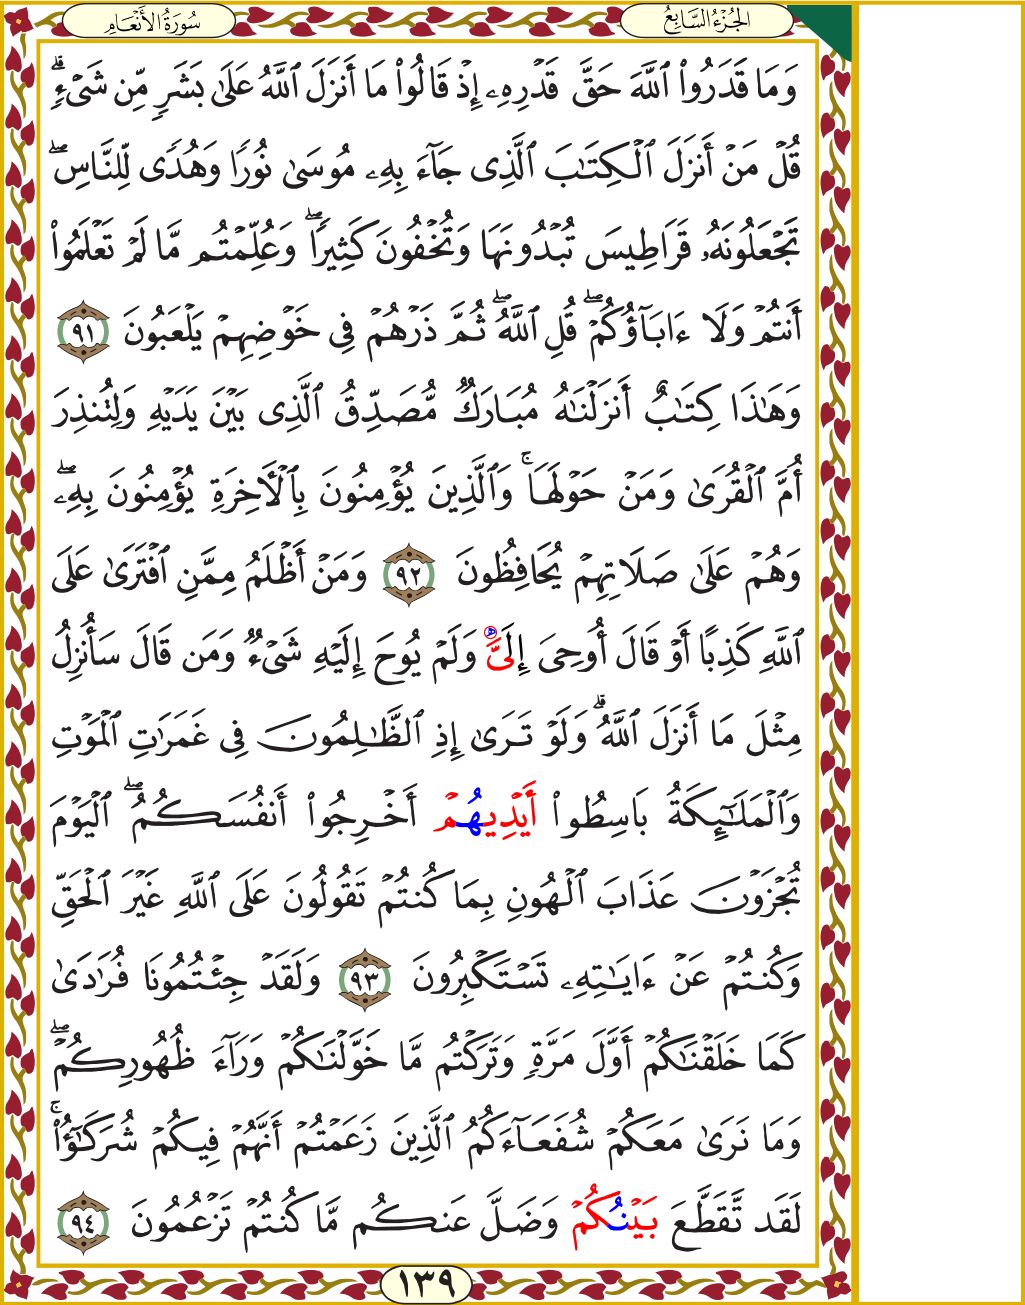 الجُزْءُ السَّابِعُ
سُورَةُ الأَنْعَامِ
وَمَا قَدَرُوا۟ ٱللَّهَ حَقَّ قَدْرِهِۦٓ إِذْ قَالُوا۟ مَا أَنزَلَ ٱللَّهُ عَلَىٰ بَشَرٍ مِّن شَىْءٍ ۗ
قُلْ مَنْ أَنزَلَ ٱلْكِتَـٰبَ ٱلَّذِى جَآءَ بِهِۦ مُوسَىٰ نُورًا وَهُدًى لِّلنَّاسِ ۖ
تَجْعَلُونَهُۥ قَرَاطِيسَ تُبْدُونَهَا وَتُخْفُونَ كَثِيرًا ۖ وَعُلِّمْتُم مَّا لَمْ تَعْلَمُوا۟
أَنتُمْ وَلَا ءَابَآؤُكُمْ ۖ قُلِ ٱللَّهُ ۖ ثُمَّ ذَرْهُمْ فِى خَوْضِهِمْ يَلْعَبُونَ ٩١
وَهَـٰذَا كِتَـٰبٌ أَنزَلْنَـٰهُ مُبَارَكٌ مُّصَدِّقُ ٱلَّذِى بَيْنَ يَدَيْهِ وَلِتُنذِرَ
أُمَّ ٱلْقُرَىٰ وَمَنْ حَوْلَهَا ۚ وَٱلَّذِينَ يُؤْمِنُونَ بِٱلْـَٔاخِرَةِ يُؤْمِنُونَ بِهِۦ ۖ
وَهُمْ عَلَىٰ صَلَاتِهِمْ يُحَافِظُونَ ٩٢ وَمَنْ أَظْلَمُ مِمَّنِ ٱفْتَرَىٰ عَلَى
ٱللَّهِ كَذِبًا أَوْ قَالَ أُوحِىَ إِلَىَّ وَلَمْ يُوحَ إِلَيْهِ شَىْءٌ وَمَن قَالَ سَأُنزِلُ
مِثْلَ مَا أَنزَلَ ٱللَّهُ ۗ وَلَوْ تَرَىٰ إِذِ ٱلظَّـٰلِمُونَ فِى غَمَرَٰتِ ٱلْمَوْتِ
وَٱلْمَلَـٰٓئِكَةُ بَاسِطُوا۟ أَيْدِيهُمْ أَخْرِجُوا۟ أَنفُسَكُمُ ۖ ٱلْيَوْمَ
تُجْزَوْنَ عَذَابَ ٱلْهُونِ بِمَا كُنتُمْ تَقُولُونَ عَلَى ٱللَّهِ غَيْرَ ٱلْحَقِّ
وَكُنتُمْ عَنْ ءَايَـٰتِهِۦ تَسْتَكْبِرُونَ ٩٣ وَلَقَدْ جِئْتُمُونَا فُرَٰدَىٰ
كَمَا خَلَقْنَـٰكُمْ أَوَّلَ مَرَّةٍ وَتَرَكْتُم مَّا خَوَّلْنَـٰكُمْ وَرَآءَ ظُهُورِكُمْ ۖ
وَمَا نَرَىٰ مَعَكُمْ شُفَعَآءَكُمُ ٱلَّذِينَ زَعَمْتُمْ أَنَّهُمْ فِيكُمْ شُرَكَـٰٓؤُا۟ ۚ
لَقَد تَّقَطَّعَ بَيْنُكُمْ وَضَلَّ عَنكُم مَّا كُنتُمْ تَزْعُمُونَ ٩٤
١٣٩